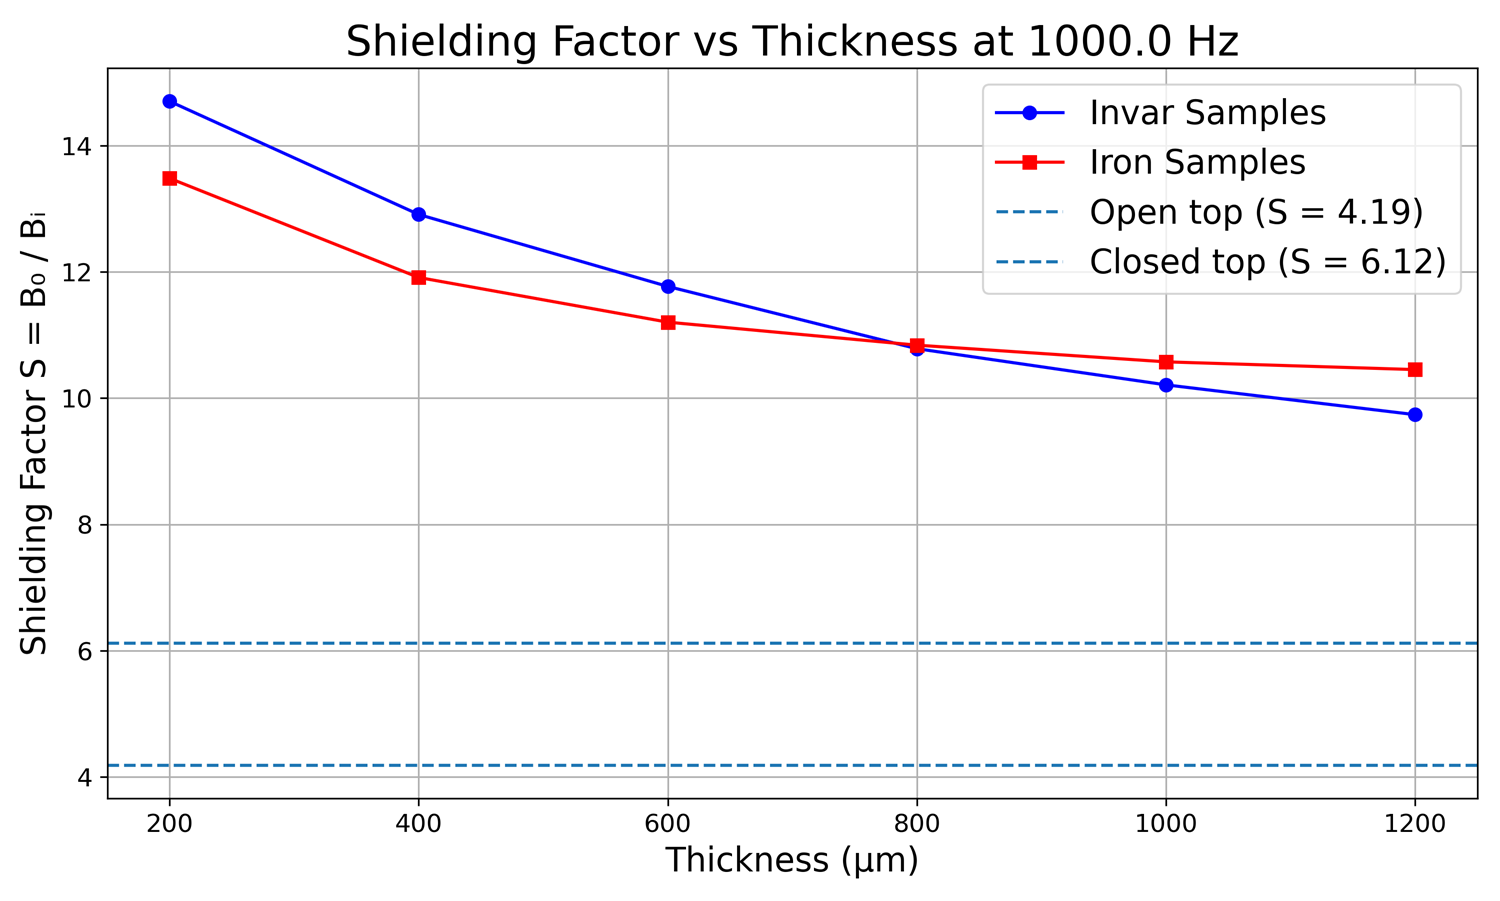 Shielding Factor vs Thickness at 1000.0 Hz
Shielding Factor S = B₀ / Bᵢ
14
12
10
8
6
4
Invar Samples
Iron Samples
Open top (S = 4.19)
Closed top (S = 6.12)
200 400 600 800 1000 1200
Thickness (μm)